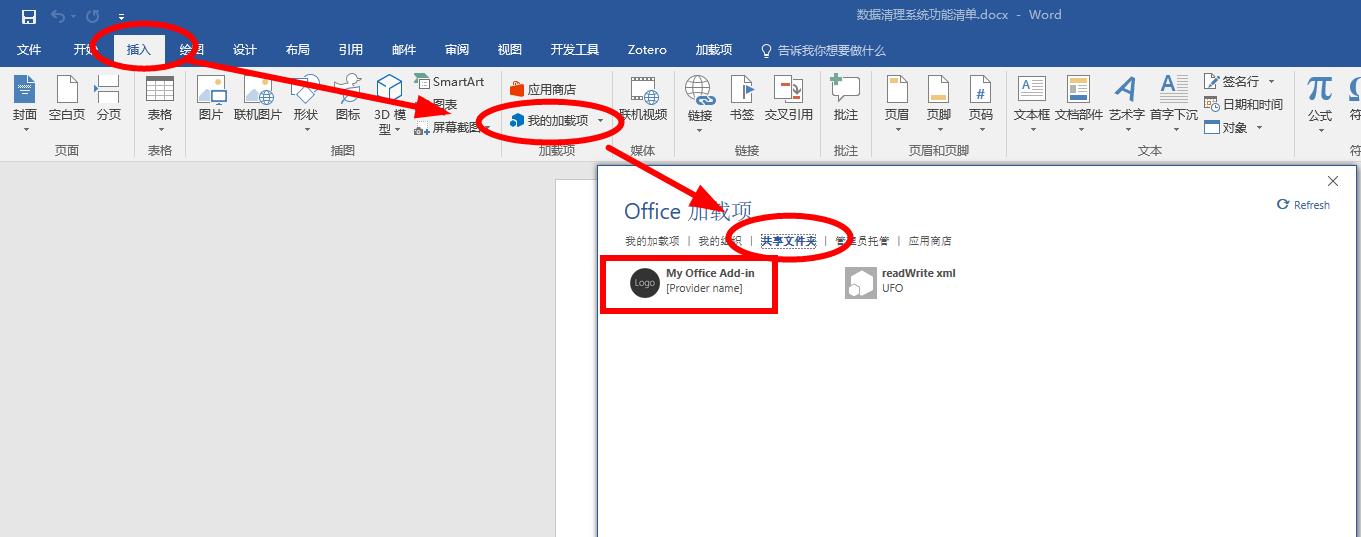 数据清理系统功能清单.docx - Word
文件 开始 插入 绘图 设计 布局 引用 邮件 审阅 视图 开发工具 Zotero 加载项 告诉我你想要做什么
封面 空白页 分页
页面
表格
表格
图片 联机图片 形状 图标 3D 模型
SmartArt
图表
屏幕截图
插图
应用商店
我的加载项
加载项
联机视频
媒体
链接 书签 交叉引用
链接
批注
批注
页眉 页脚 页码
页眉和页脚
文本框 文档部件 艺术字 首字下沉
签名行
日期和时间
对象
文本
公式 符
符
Office 加载项
Refresh
我的加载项 | 我的组织 | 共享文件夹 | 管理员托管 | 应用商店
Logo
My Office Add-in
[Provider name]
readWrite xml
UFO